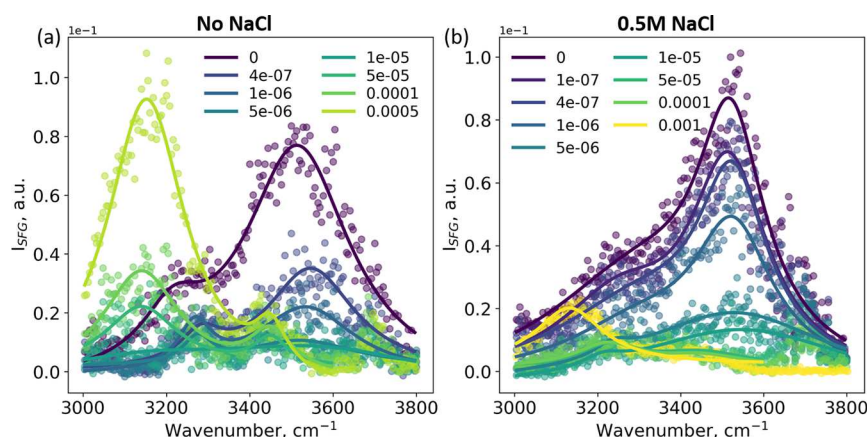 (a)
No NaCl
1e−1
0
4e-07
1e-06
5e-06
1e-05
5e-05
0.0001
0.0005
I_SFG, a.u.
1.0
0.8
0.6
0.4
0.2
0.0
3000 3200 3400 3600 3800
Wavenumber, cm⁻¹
(b)
0.5M NaCl
1e−1
0
1e-07
4e-07
1e-06
5e-06
1e-05
5e-05
0.0001
0.001
I_SFG, a.u.
1.0
0.8
0.6
0.4
0.2
0.0
3000 3200 3400 3600 3800
Wavenumber, cm⁻¹